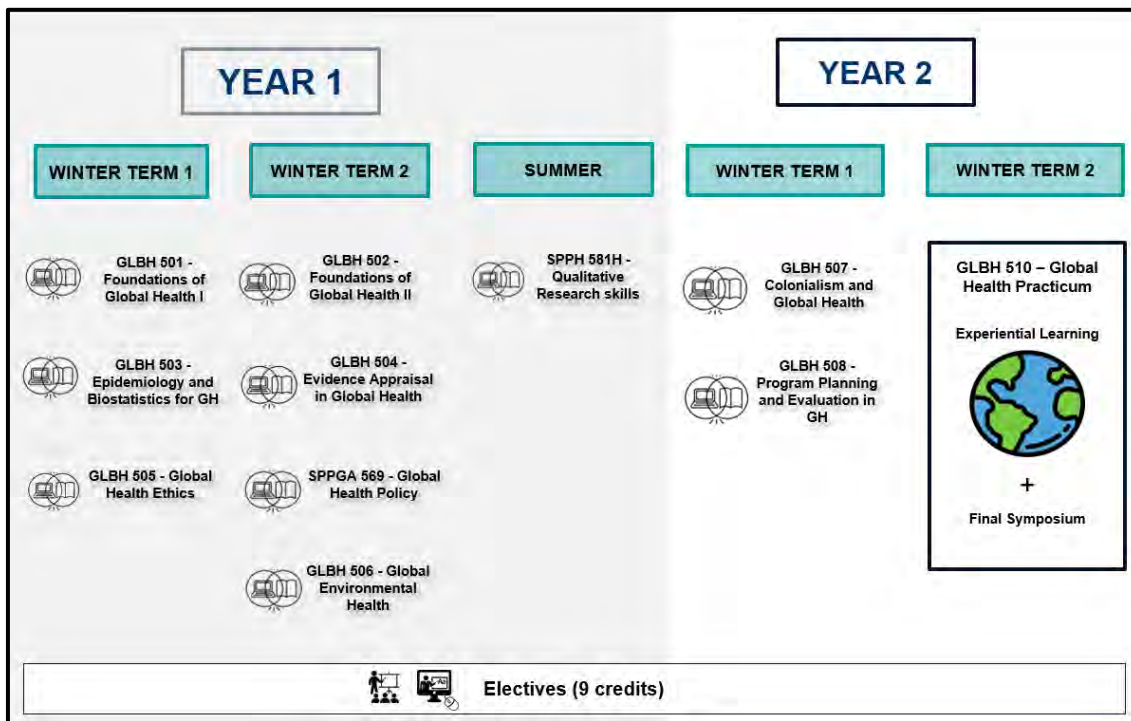 YEAR 1
YEAR 2
WINTER TERM 1
WINTER TERM 2
SUMMER
WINTER TERM 1
WINTER TERM 2
GLBH 501 -
Foundations of
Global Health I
GLBH 503 -
Epidemiology and
Biostatistics for GH
GLBH 505 - Global
Health Ethics
GLBH 502 -
Foundations of
Global Health II
GLBH 504 -
Evidence Appraisal
in Global Health
SPPGA 569 - Global
Health Policy
GLBH 506 - Global
Environmental
Health
SPPH 581H -
Qualitative
Research skills
GLBH 507 -
Colonialism and
Global Health
GLBH 508 -
Program Planning
and Evaluation in
GH
GLBH 510 – Global
Health Practicum
Experiential Learning
+
Final Symposium
Electives (9 credits)